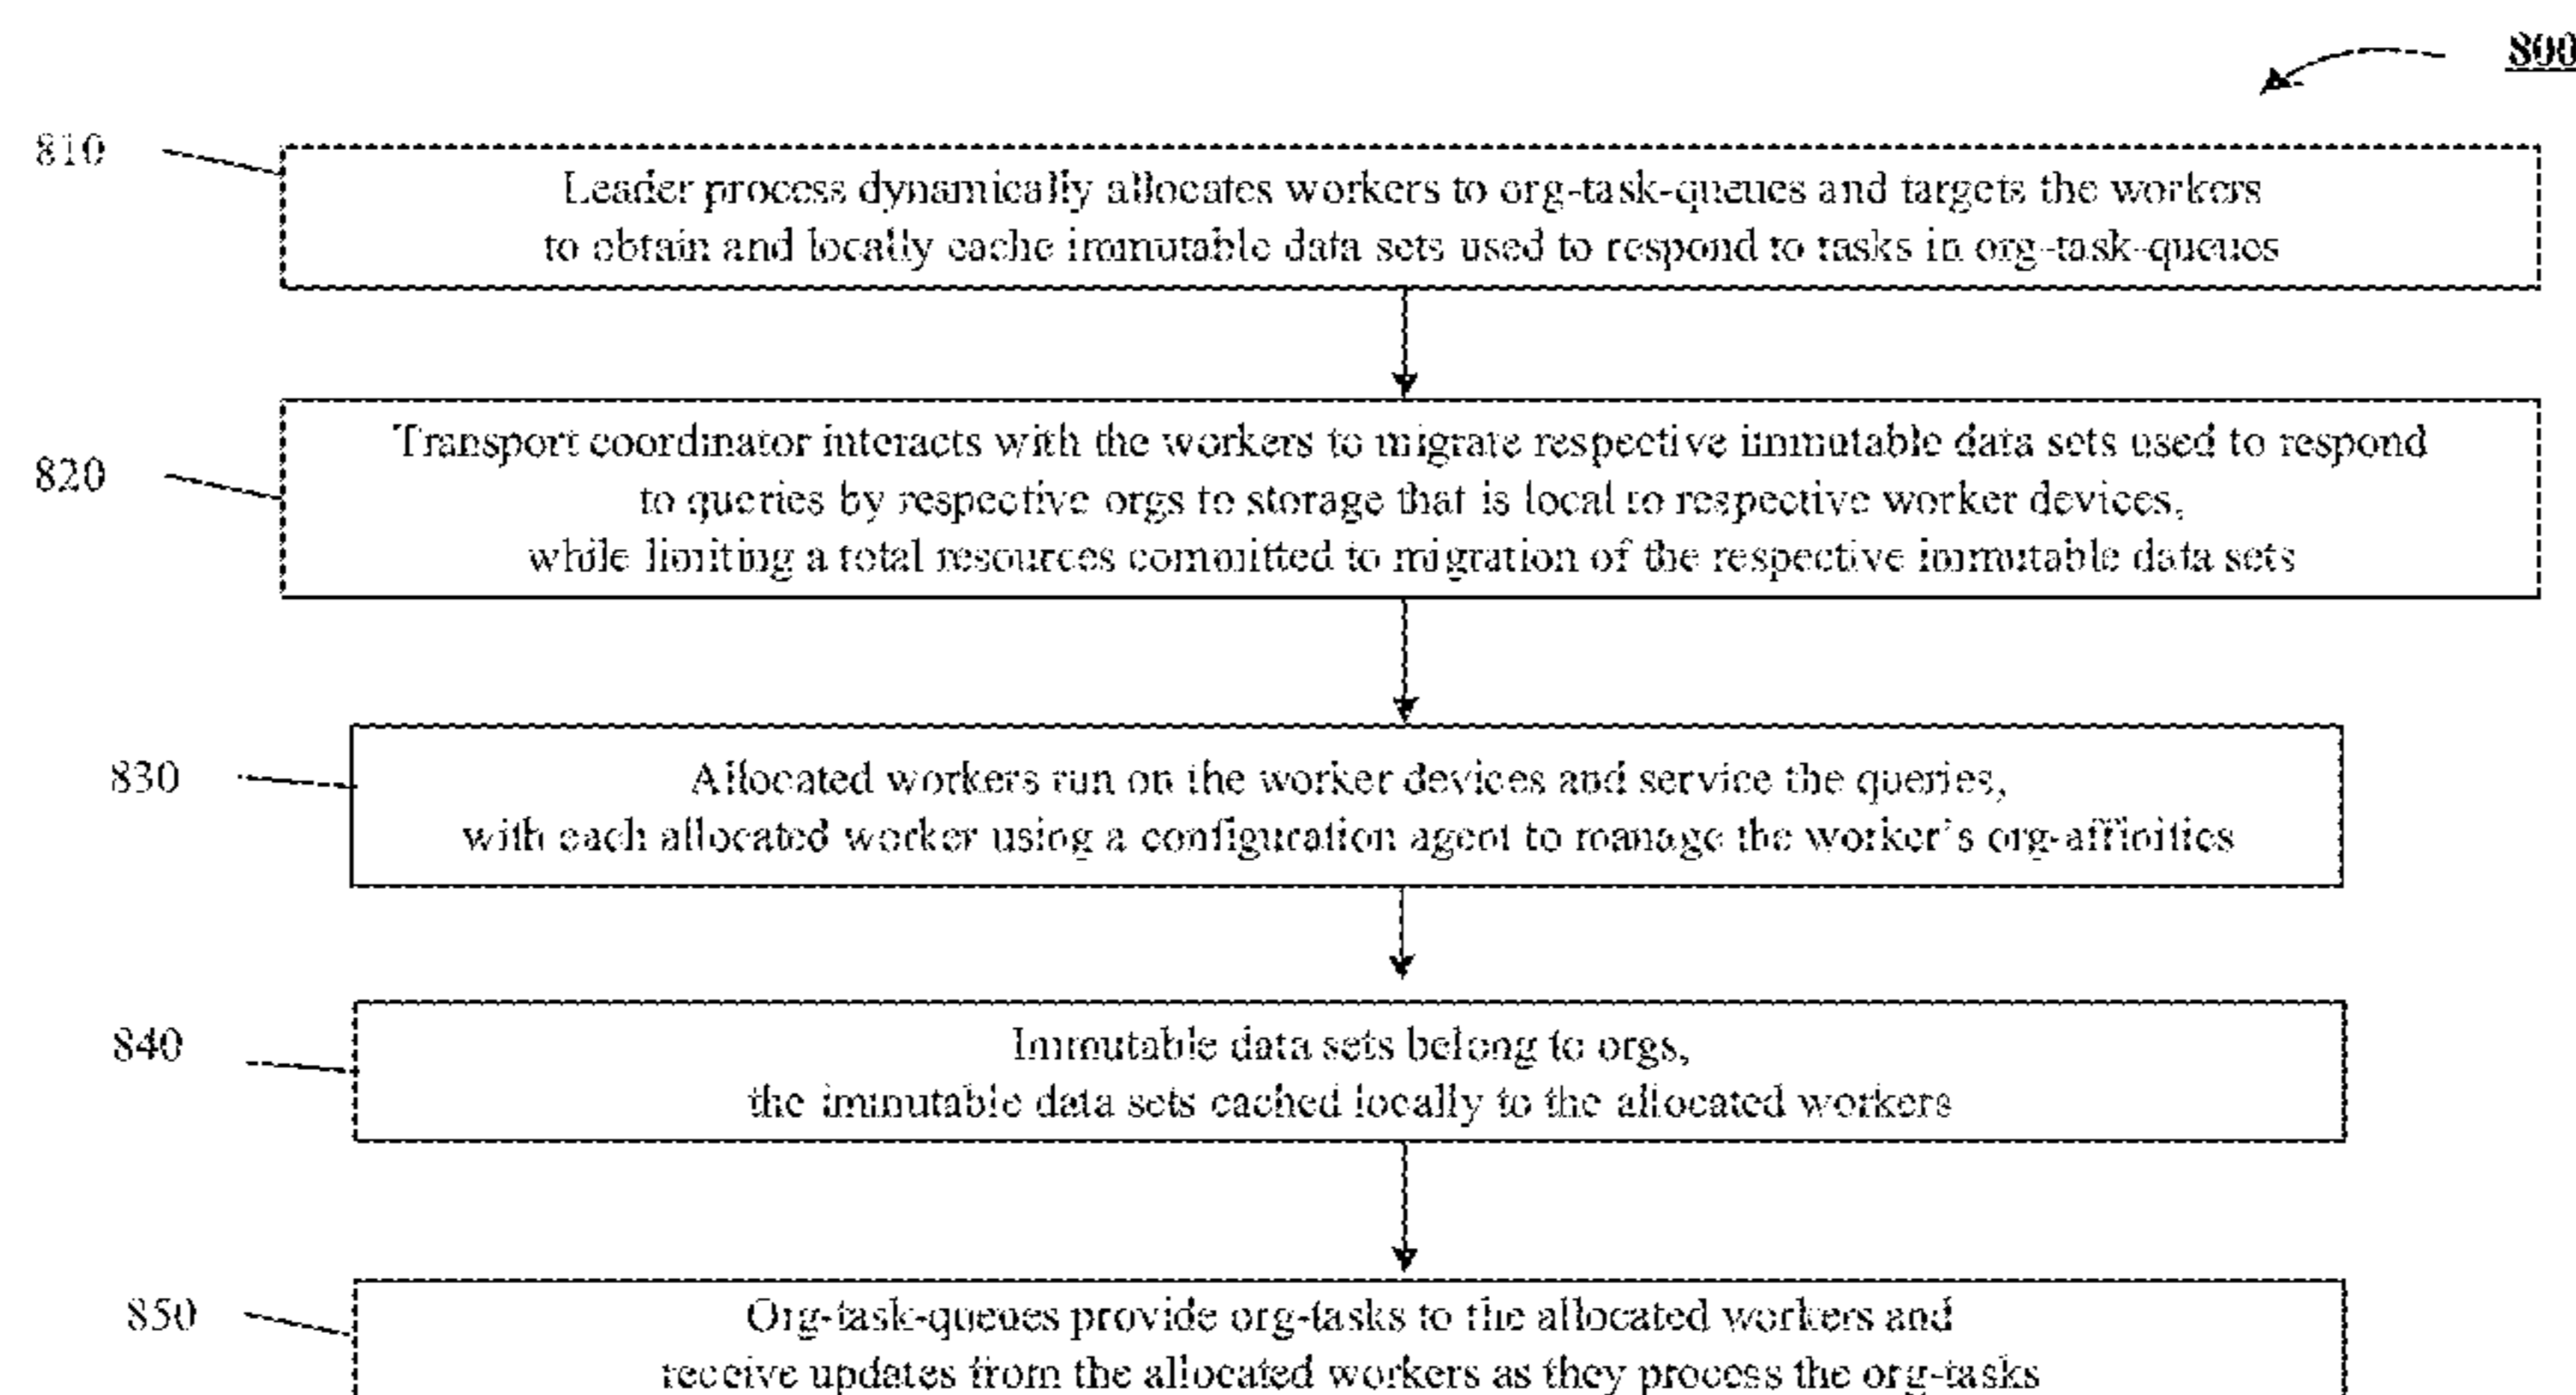 800
810
Leader process dynamically allocates workers to org-task-queues and targets the workers
to obtain and locally cache immutable data sets used to respond to tasks in org-task-queues
820
Transport coordinator interacts with the workers to migrate respective immutable data sets used to respond
to queries by respective orgs to storage that is local to respective worker devices,
while limiting a total resources committed to migration of the respective immutable data sets
830
Allocated workers run on the worker devices and service the queries,
with each allocated worker using a configuration agent to manage the worker's org-affinities
840
Immutable data sets belong to orgs,
the immutable data sets cached locally to the allocated workers
850
Org-task-queues provide org-tasks to the allocated workers and
receive updates from the allocated workers as they process the org-tasks